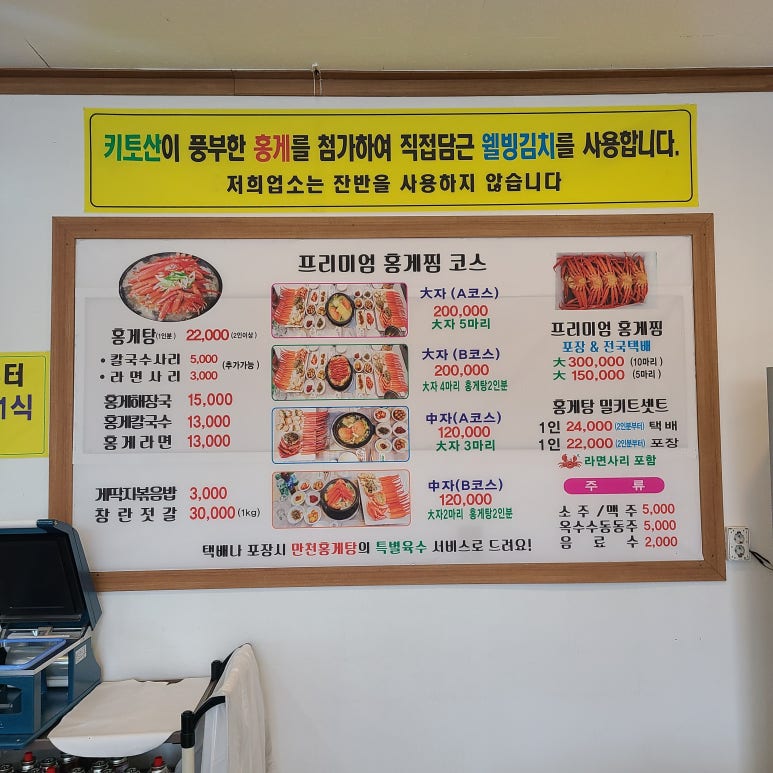 키토산이 풍부한 홍게를 첨가하여 직접담근 웰빙김치를 사용합니다.
저희업소는 잔반을 사용하지 않습니다
터
식
홍게탕(1인분) 22,000(2인이상)
• 칼국수사리 5,000
• 라면사리 3,000
(추가가능)
홍게해장국 15,000
홍게칼국수 13,000
홍게라면 13,000
게딱지볶음밥 3,000
창란젓갈 30,000(1kg)
프리미엄 홍게찜 코스
大자(A코스)
200,000
大자 5마리
大자 (B코스)
200,000
大자 4마리 홍게탕2인분
中자(A코스)
120,000
大자 3마리
中자(B코스)
120,000
大자2마리 홍게탕2인분
프리미엄 홍게찜
포장 & 전국택배
大 300,000 (10마리)
大 150,000 (5마리)
홍게탕 밀키트셋트
1인 24,000(2인분부터) 택배
1인 22,000(2인분부터) 포장
라면사리 포함
주 류
소주/맥주 5,000
옥수수동동주 5,000
음료수 2,000
택배나 포장시 만천홍게탕의 특별육수 서비스로 드려요!